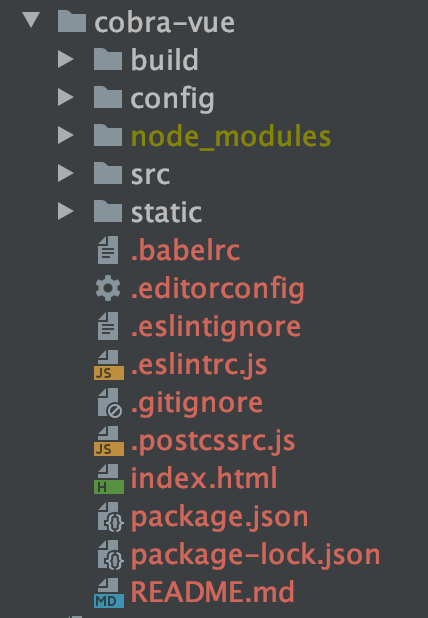 cobra-vue
build
config
node_modules
src
static
.babelrc
.editorconfig
.eslintignore
JS .eslintrc.js
.gitignore
JS .postcssrc.js
H index.html
package.json
package-lock.json
MD README.md